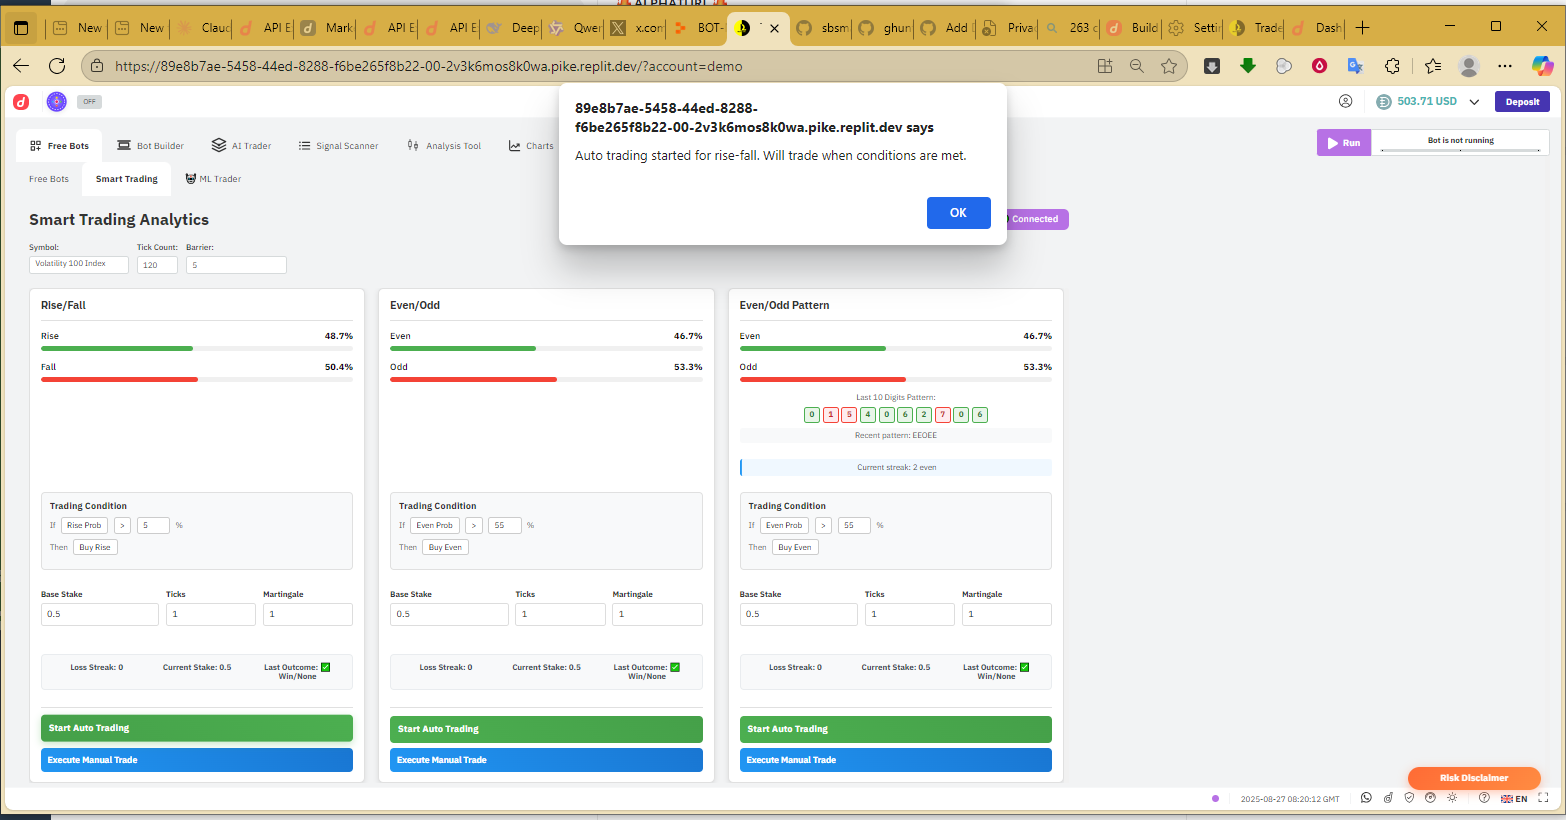 New
New
Clau
API E
Mark
API E
API E
Deep
Qwer
x.com
BOT-
sbsm
ghun
Add
Priva
263 c
Build
Settin
Trade
Dash
https://89e8b7ae-5458-44ed-8288-f6be265f8b22-00-2v3k6mos8k0wa.pike.replit.dev/?account=demo
OFF
503.71 USD
Deposit
89e8b7ae-5458-44ed-8288-
f6be265f8b22-00-2v3k6mos8k0wa.pike.replit.dev says
Auto trading started for rise-fall. Will trade when conditions are met.
OK
Free Bots
Bot Builder
AI Trader
Signal Scanner
Analysis Tool
Charts
Run
Bot is not running
Free Bots
Smart Trading
ML Trader
Smart Trading Analytics
Connected
Symbol:
Tick Count:
Barrier:
Volatility 100 Index
120
5
Rise/Fall
Rise 48.7%
Fall 50.4%
Trading Condition
If Rise Prob > 5 %
Then Buy Rise
Base Stake Ticks Martingale
0.5 1 1
Loss Streak: 0 Current Stake: 0.5 Last Outcome: ✅
Win/None
Start Auto Trading
Execute Manual Trade
Even/Odd
Even 46.7%
Odd 53.3%
Trading Condition
If Even Prob > 55 %
Then Buy Even
Base Stake Ticks Martingale
0.5 1 1
Loss Streak: 0 Current Stake: 0.5 Last Outcome: ✅
Win/None
Start Auto Trading
Execute Manual Trade
Even/Odd Pattern
Even 46.7%
Odd 53.3%
Last 10 Digits Pattern:
0 1 5 4 0 6 2 7 0 6
Recent pattern: EEOEE
Current streak: 2 even
Trading Condition
If Even Prob > 55 %
Then Buy Even
Base Stake Ticks Martingale
0.5 1 1
Loss Streak: 0 Current Stake: 0.5 Last Outcome: ✅
Win/None
Start Auto Trading
Execute Manual Trade
Risk Disclaimer
2025-08-27 08:20:12 GMT
EN